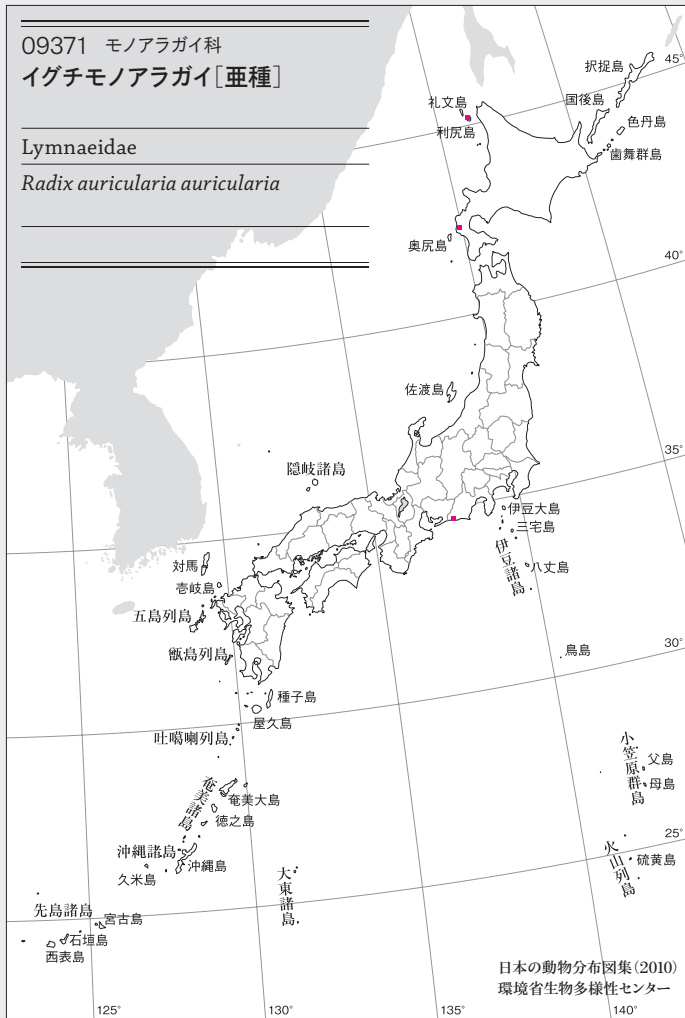 09371 モノアラガイ科
イグチモノアラガイ[亜種]
Lymnaeidae
Radix auricularia auricularia
45°
択捉島
国後島
礼文島
色丹島
利尻島
歯舞群島
奥尻島
40°
佐渡島
35°
隠岐諸島
伊豆大島
三宅島
伊豆諸島
八丈島
対馬
壱岐島
五島列島
甑島列島
鳥島
30°
種子島
屋久島
吐噶喇列島
小笠原群島
父島
母島
奄美諸島
奄美大島
徳之島
25°
沖縄諸島
沖縄島
久米島
火山列島
硫黄島
大東諸島
先島諸島
宮古島
石垣島
西表島
日本の動物分布図集(2010)
環境省生物多様性センター
125°
130°
135°
140°